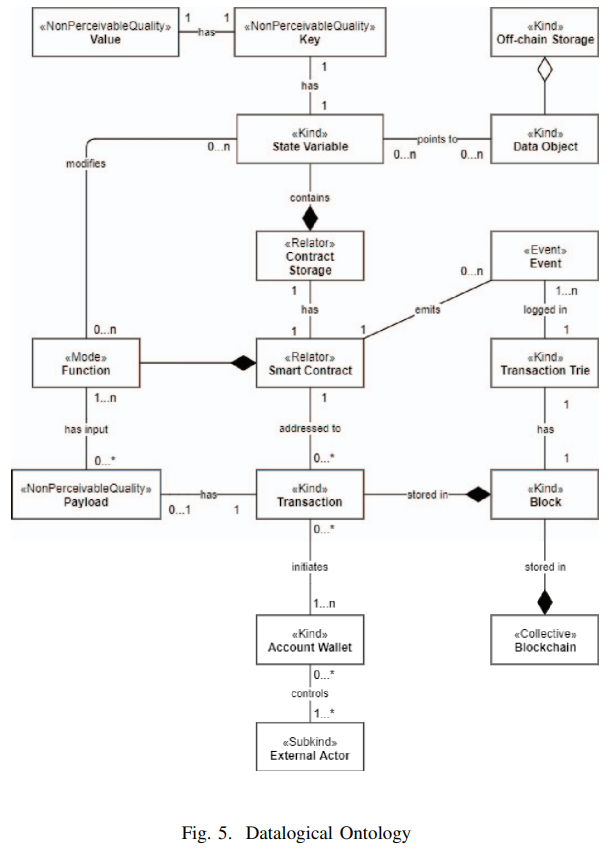 «NonPerceivableQuality»
Value
1
has
1
«NonPerceivableQuality»
Key
«Kind»
Off-chain Storage
1
has
1
«Kind»
State Variable
0...n
points to
0...n
0...n
«Kind»
Data Object
modifies
contains
«Relator»
Contract
Storage
«Event»
Event
0...n
1
has
1
1
emits
1...n
logged in
1
0...n
«Mode»
Function
«Relator»
Smart Contract
«Kind»
Transaction Trie
1...n
has input
0...*
1
addressed to
0...*
1
has
1
«NonPerceivableQuality»
Payload
0...1
has
1
«Kind»
Transaction
stored in
«Kind»
Block
0...*
initiates
1...n
stored in
«Kind»
Account Wallet
«Collective»
Blockchain
0...*
controls
1...*
«Subkind»
External Actor
Fig. 5. Datalogical Ontology